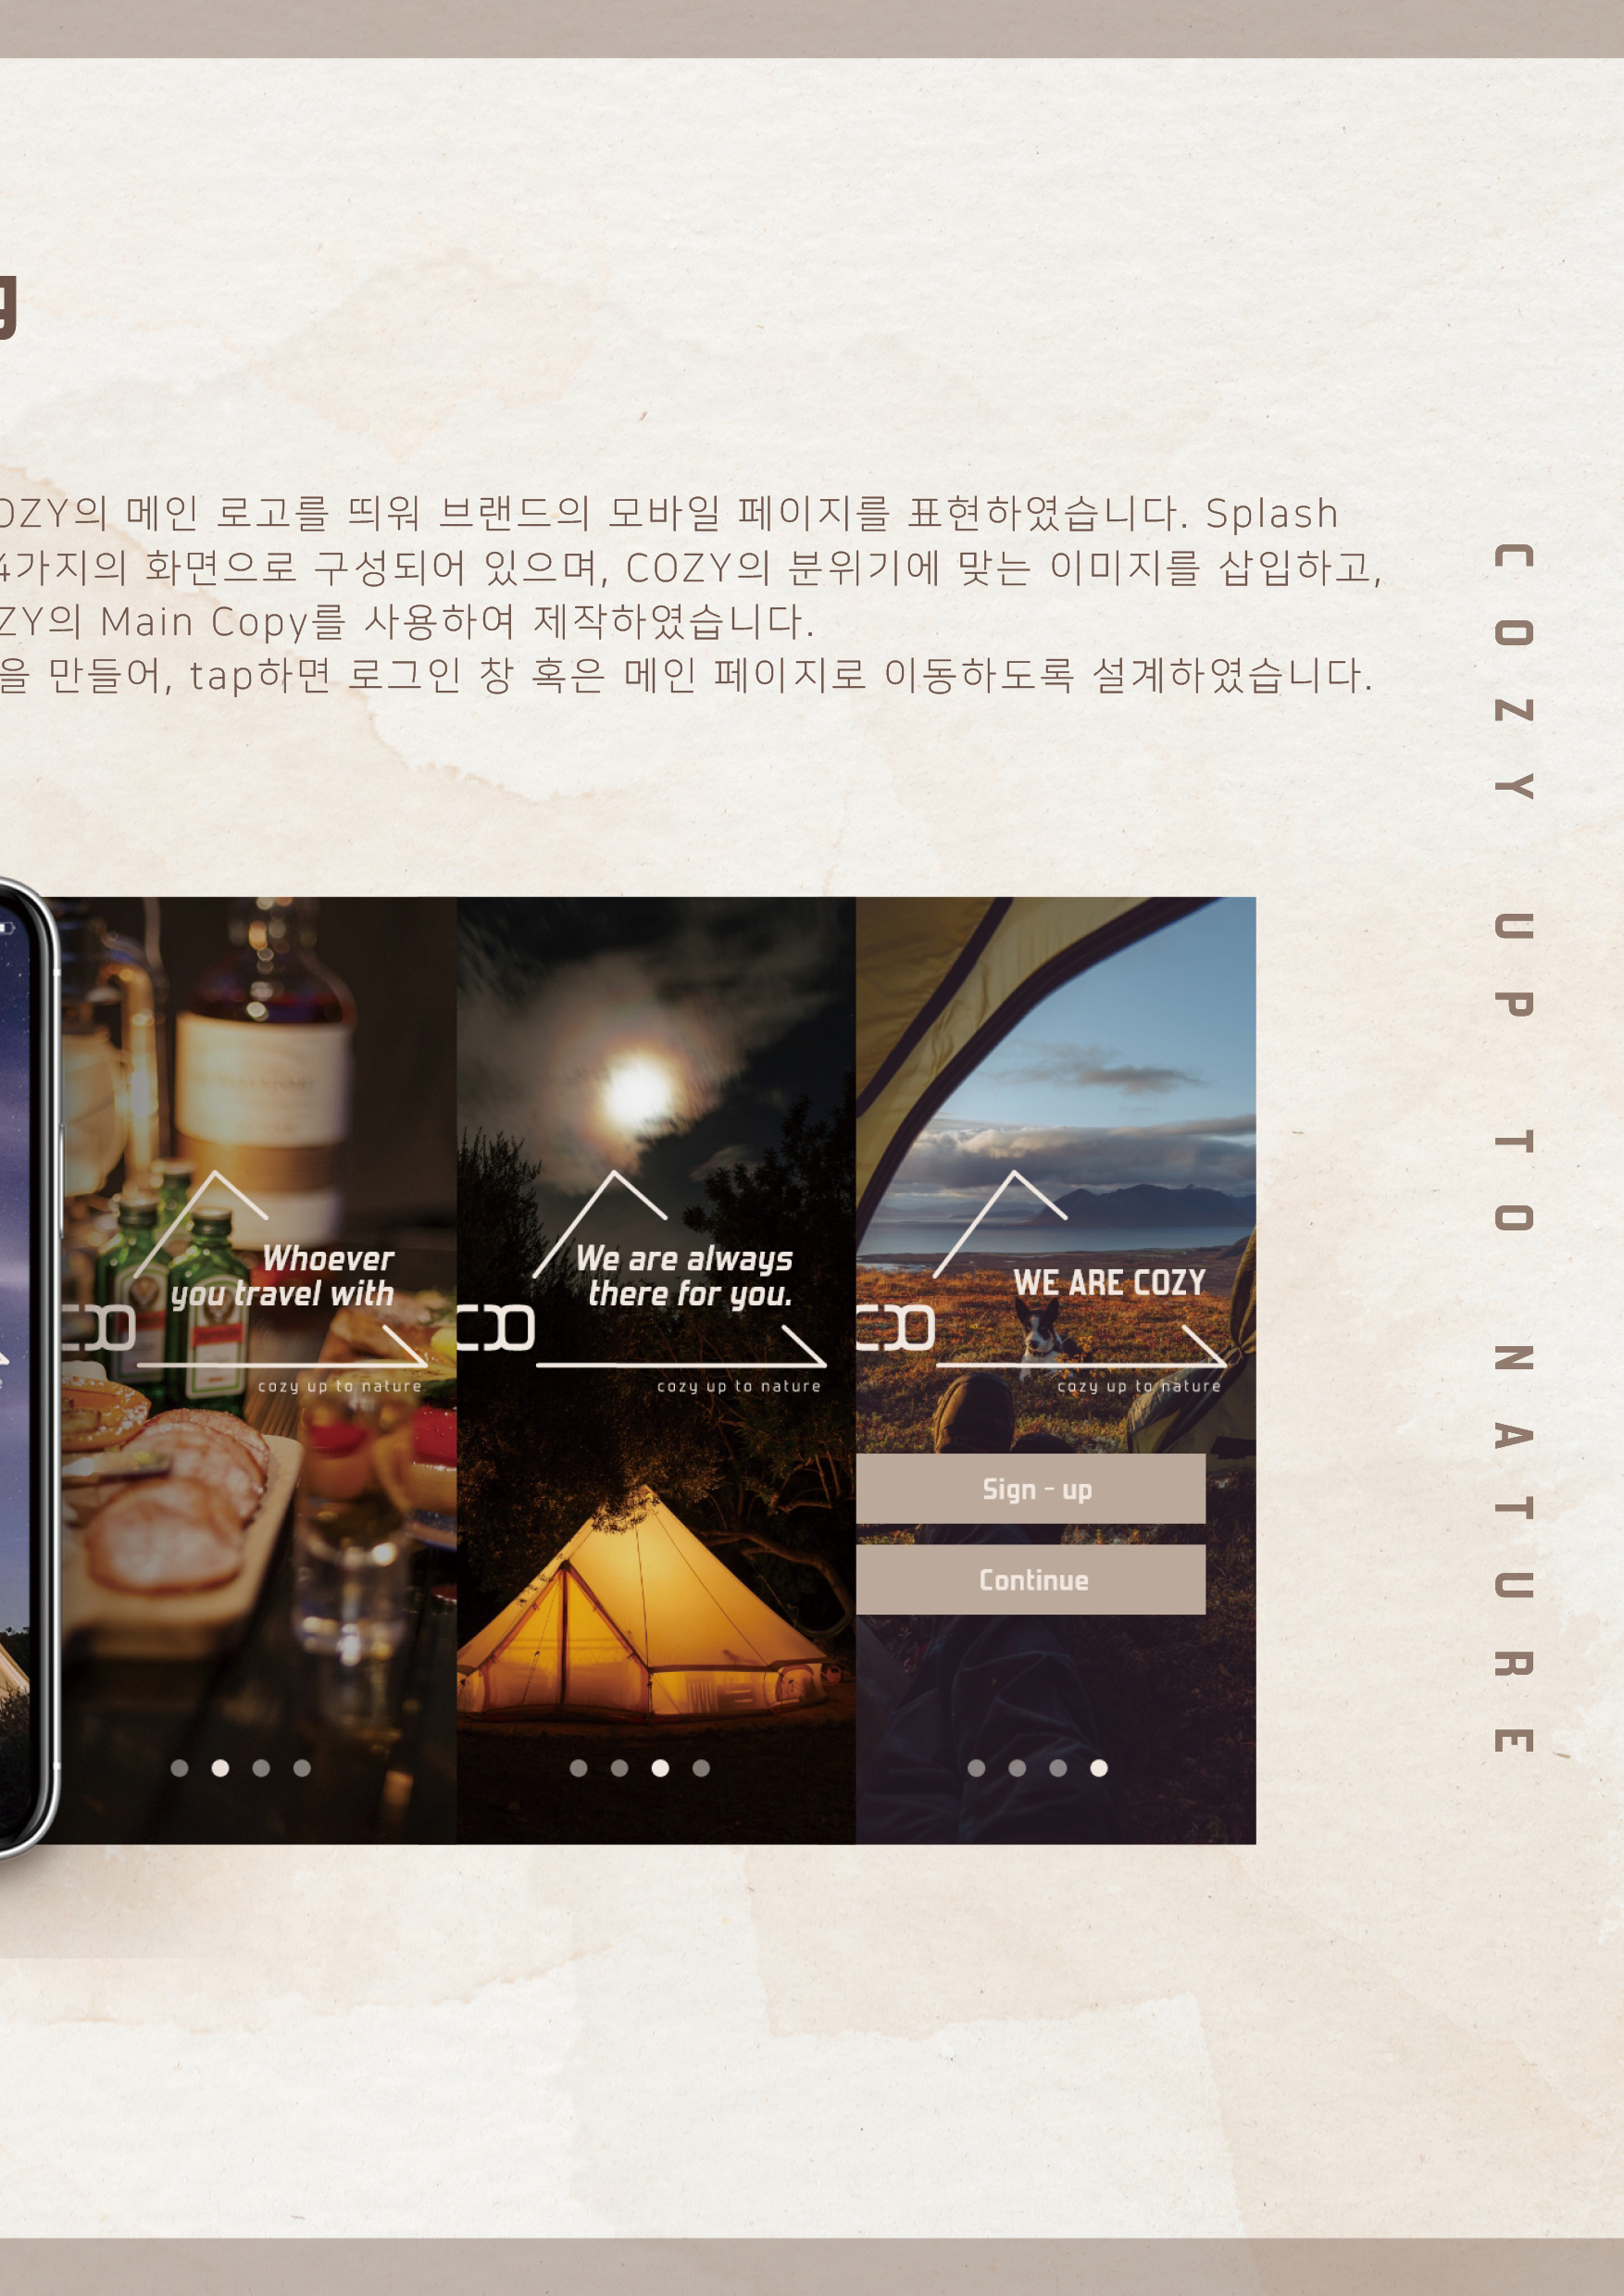 g
OZY의 메인 로고를 띄워 브랜드의 모바일 페이지를 표현하였습니다. Splash
4가지의 화면으로 구성되어 있으며, COZY의 분위기에 맞는 이미지를 삽입하고,
ZY의 Main Copy를 사용하여 제작하였습니다.
을 만들어, tap하면 로그인 창 혹은 메인 페이지로 이동하도록 설계하였습니다.
Whoever
you travel with
cozy up to nature
We are always
there for you.
cozy up to nature
WE ARE COZY
cozy up to nature
Sign - up
Continue
COZY UP TO NATURE